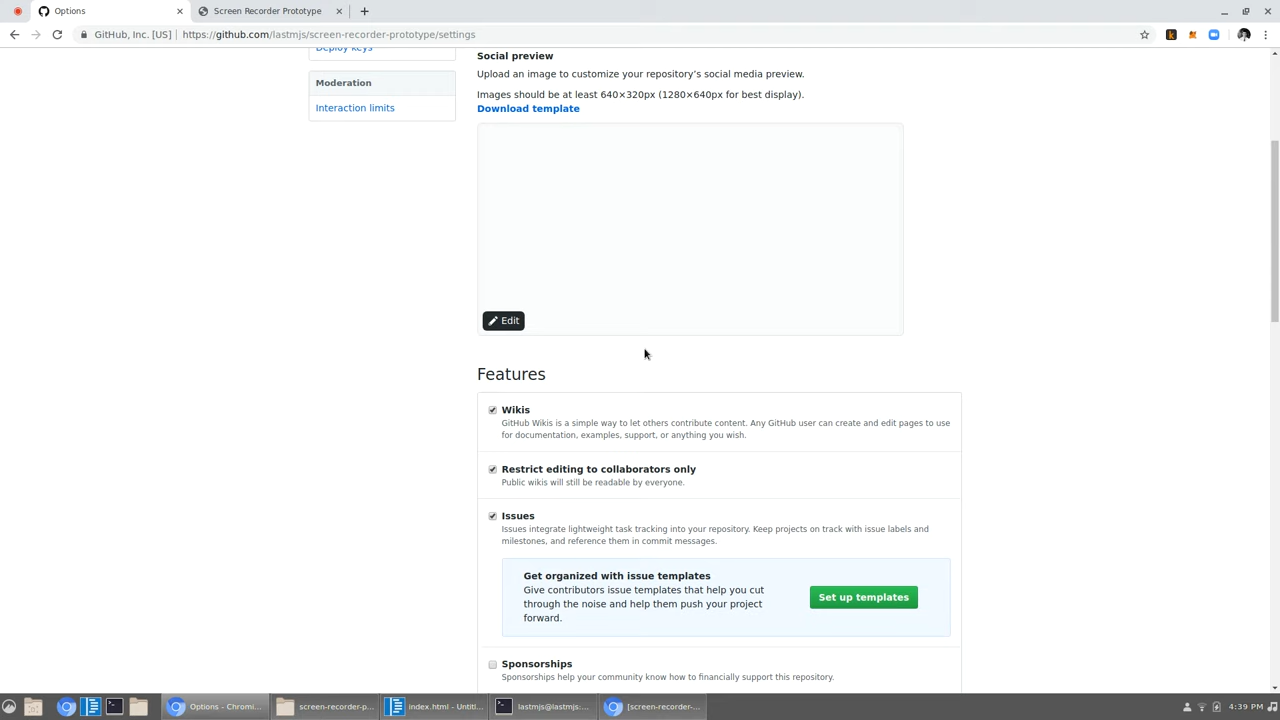 Options
Screen Recorder Prototype
GitHub, Inc. [US]
https://github.com/lastmjs/screen-recorder-prototype/settings
Deploy keys
Moderation
Interaction limits
Social preview
Upload an image to customize your repository’s social media preview.
Images should be at least 640×320px (1280×640px for best display).
Download template
Edit
Features
Wikis
GitHub Wikis is a simple way to let others contribute content. Any GitHub user can create and edit pages to use
for documentation, examples, support, or anything you wish.
Restrict editing to collaborators only
Public wikis will still be readable by everyone.
Issues
Issues integrate lightweight task tracking into your repository. Keep projects on track with issue labels and
milestones, and reference them in commit messages.
Get organized with issue templates
Give contributors issue templates that help you cut
through the noise and help them push your project
forward.
Set up templates
Sponsorships
Sponsorships help your community know how to financially support this repository.
Options - Chromi...
screen-recorder-p...
index.html - Untitl...
lastmjs@lastmjs:...
[screen-recorder-...
4:39 PM